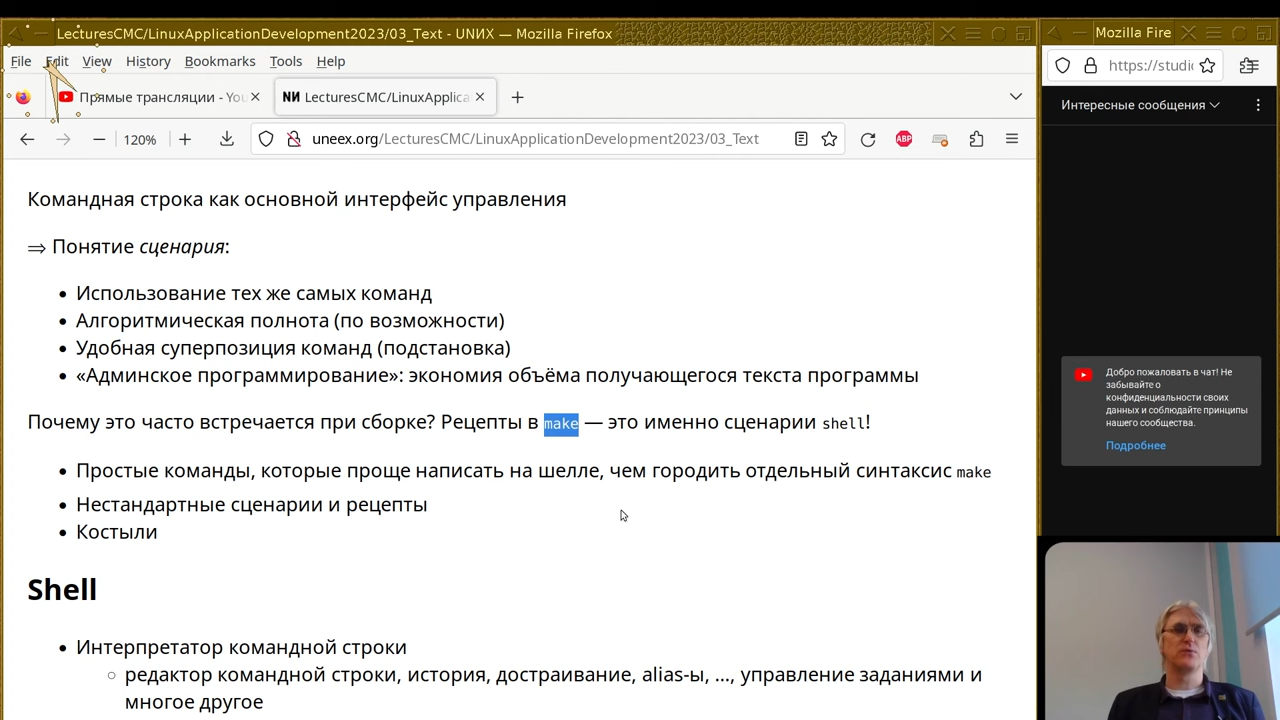 LecturesCMC/LinuxApplicationDevelopment2023/03_Text - UNИX — Mozilla Firefox
Mozilla Fire
File Edit View History Bookmarks Tools Help
https://studi
Прямые трансляции - You
NИ LecturesCMC/LinuxApplica
Интересные сообщения
120%
uneex.org/LecturesCMC/LinuxApplicationDevelopment2023/03_Text
ABP
Командная строка как основной интерфейс управления
⇒ Понятие сценария:
• Использование тех же самых команд
• Алгоритмическая полнота (по возможности)
• Удобная суперпозиция команд (подстановка)
• «Админское программирование»: экономия объёма получающегося текста программы
Почему это часто встречается при сборке? Рецепты в make — это именно сценарии shell!
• Простые команды, которые проще написать на шелле, чем городить отдельный синтаксис make
• Нестандартные сценарии и рецепты
• Костыли
Shell
• Интерпретатор командной строки
◦ редактор командной строки, история, достраивание, alias-ы, ..., управление заданиями и
многое другое
Добро пожаловать в чат! Не
забывайте о
конфиденциальности своих
данных и соблюдайте принципы
нашего сообщества.
Подробнее